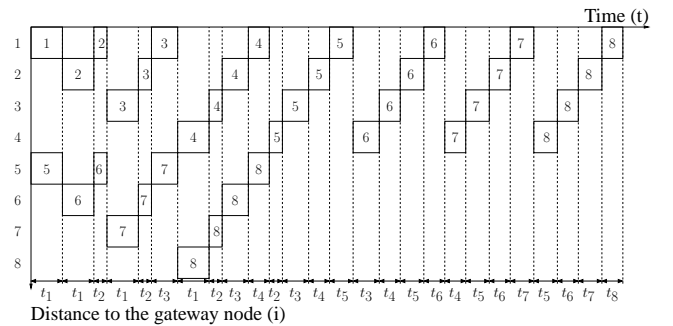 Time (t)
1 1 2 3 4 5 6 7 8
2 2 3 4 5 6 7 8
3 3 4 5 6 7 8
4 4 5 6 7 8
5 5 6 7 8
6 6 7 8
7 7 8
8 8
t1 t1 t2 t1 t2 t3 t1 t2 t3 t4 t2 t3 t4 t5 t3 t4 t5 t6 t4 t5 t6 t7 t5 t6 t7 t8
Distance to the gateway node (i)